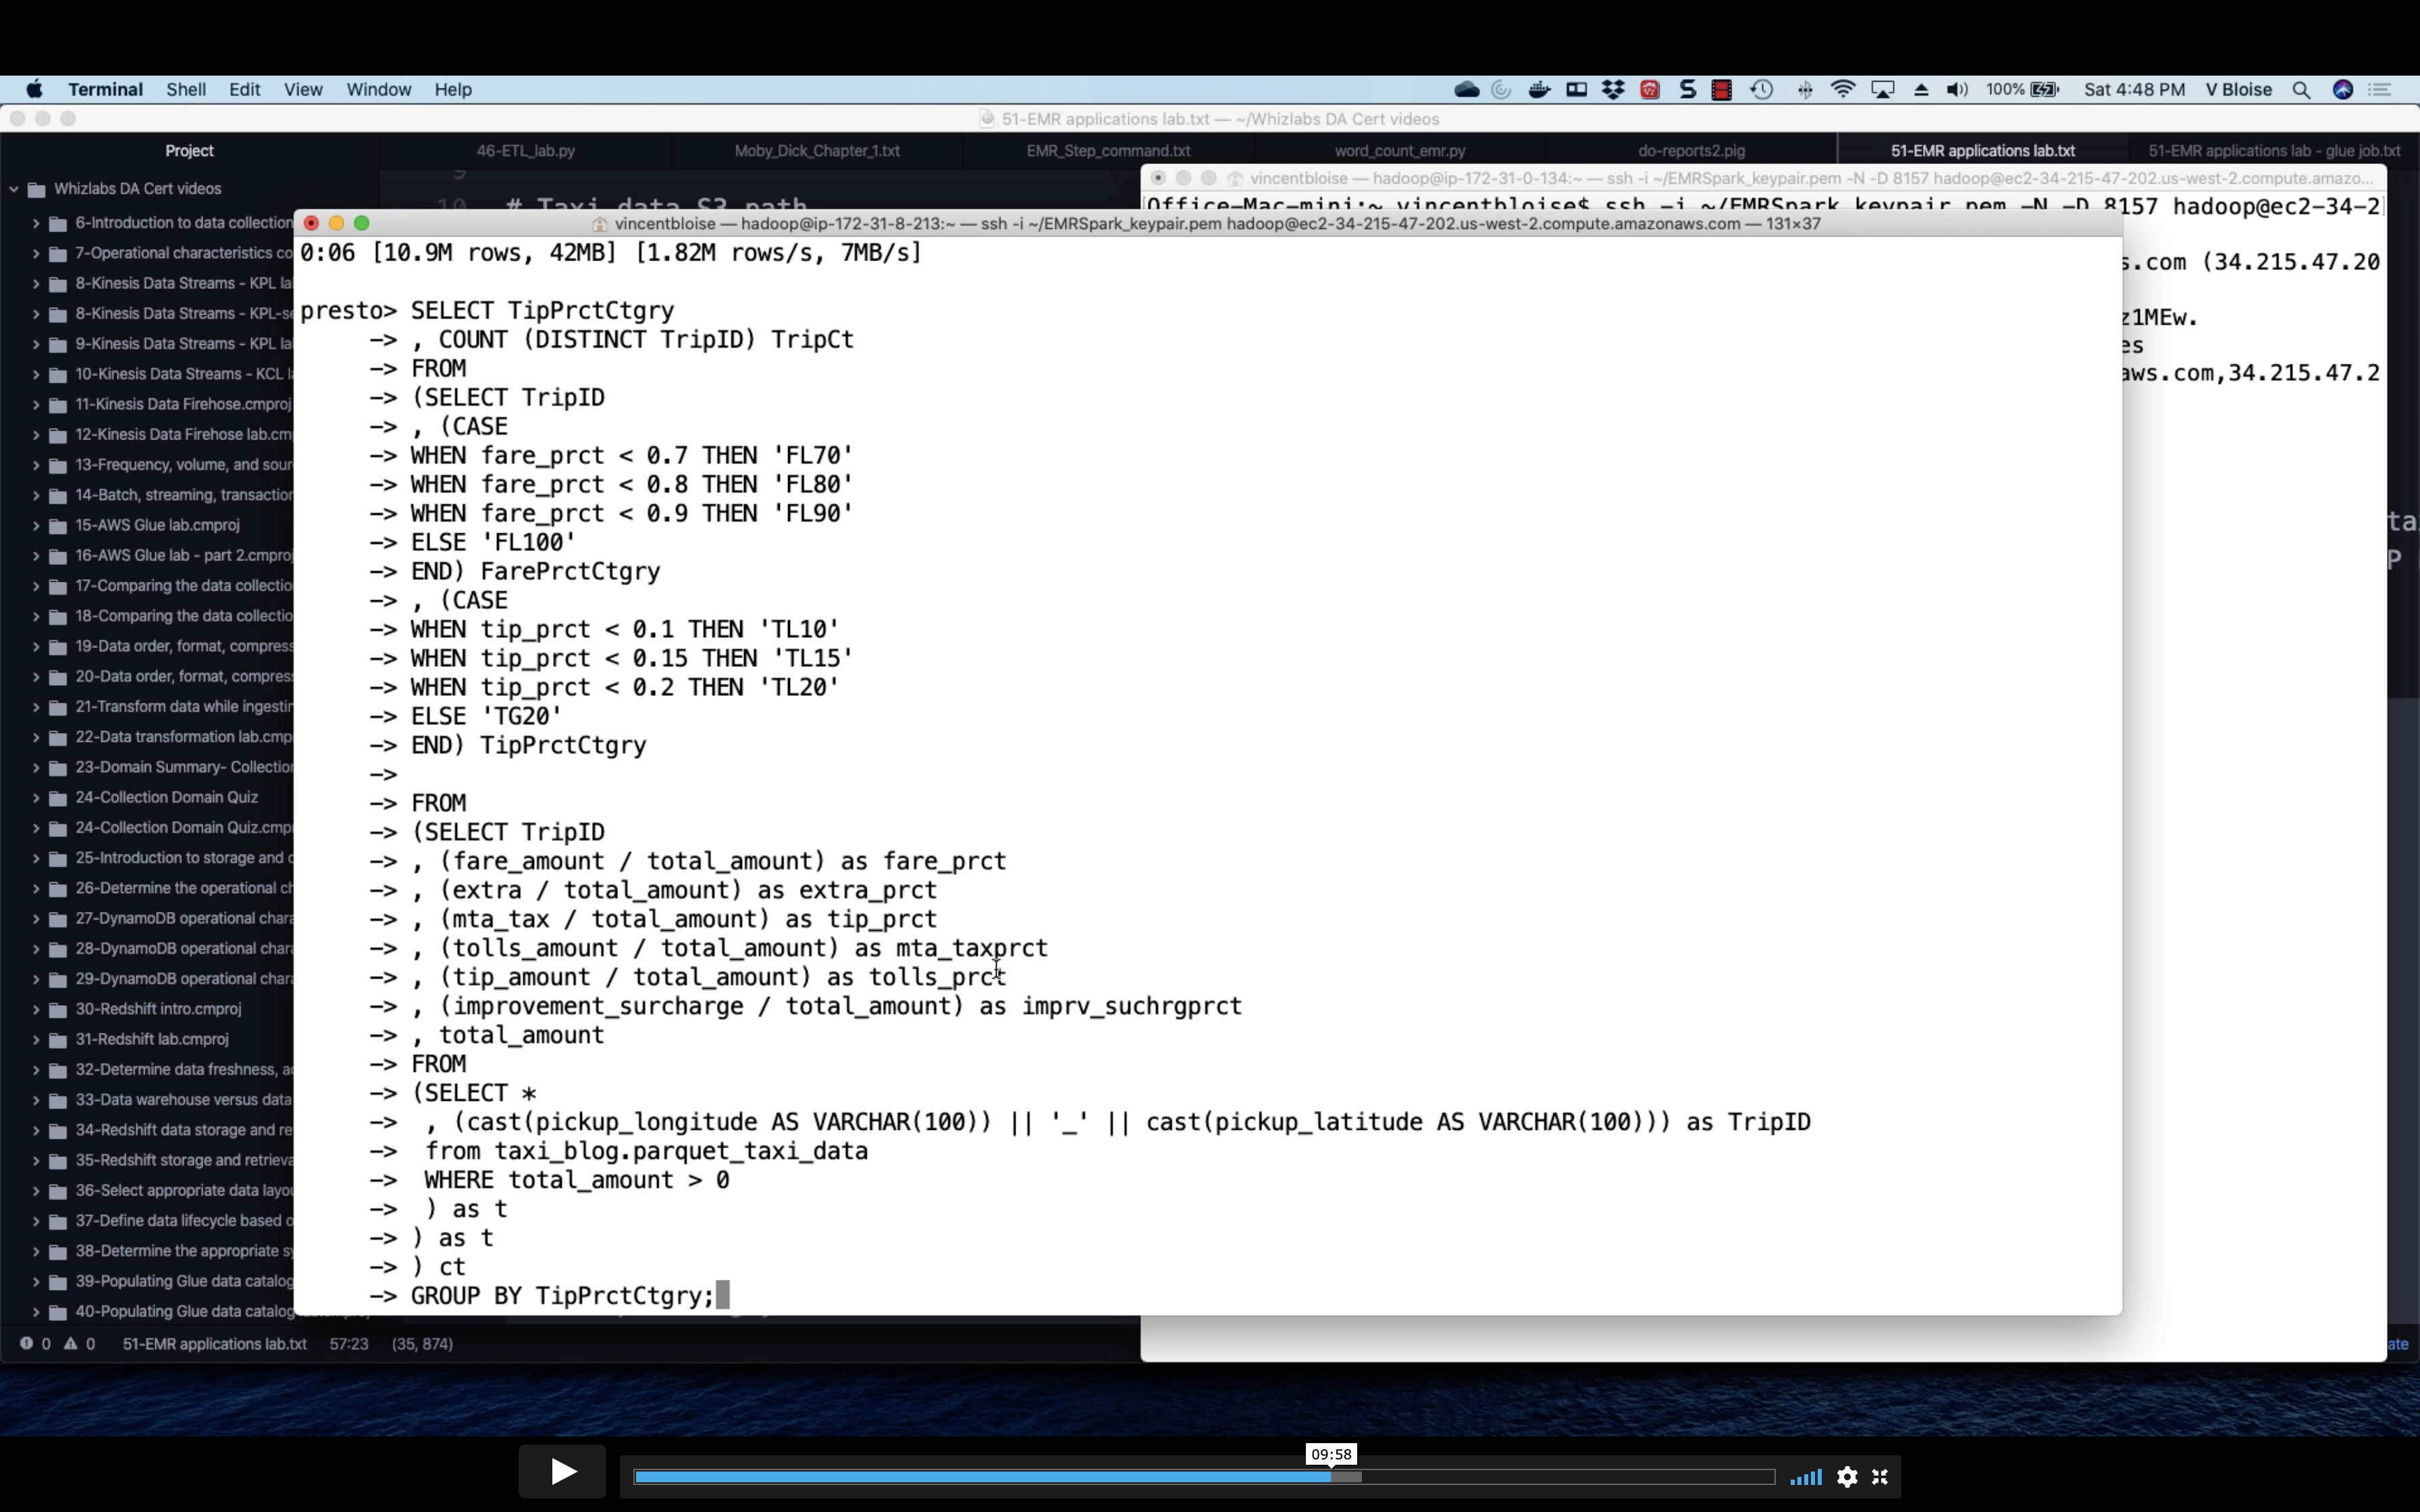 Terminal Shell Edit View Window Help
100% Sat 4:48 PM V Bloise
51-EMR applications lab.txt — ~/Whizlabs DA Cert videos
Project 46-ETL_lab.py Moby_Dick_Chapter_1.txt EMR_Step_command.txt word_count_emr.py do-reports2.pig 51-EMR applications lab.txt 51-EMR applications lab - glue job.txt
Whizlabs DA Cert videos
6-Introduction to data collection
7-Operational characteristics co
8-Kinesis Data Streams - KPL la
8-Kinesis Data Streams - KPL-se
9-Kinesis Data Streams - KPL la
10-Kinesis Data Streams - KCL l
11-Kinesis Data Firehose.cmproj
12-Kinesis Data Firehose lab.cm
13-Frequency, volume, and sour
14-Batch, streaming, transaction
15-AWS Glue lab.cmproj
16-AWS Glue lab - part 2.cmproj
17-Comparing the data collectio
18-Comparing the data collectio
19-Data order, format, compress
20-Data order, format, compress
21-Transform data while ingestin
22-Data transformation lab.cmp
23-Domain Summary- Collection
24-Collection Domain Quiz
24-Collection Domain Quiz.cmp
25-Introduction to storage and
26-Determine the operational ch
27-DynamoDB operational chara
28-DynamoDB operational chara
29-DynamoDB operational chara
30-Redshift intro.cmproj
31-Redshift lab.cmproj
32-Determine data freshness, a
33-Data warehouse versus data
34-Redshift data storage and re
35-Redshift storage and retrieva
36-Select appropriate data layou
37-Define data lifecycle based o
38-Determine the appropriate sy
39-Populating Glue data catalog
40-Populating Glue data catalog
10 # Taxi data S3 path
vincentbloise — hadoop@ip-172-31-0-134:~ — ssh -i ~/EMRSpark_keypair.pem -N -D 8157 hadoop@ec2-34-215-47-202.us-west-2.compute.amazo...
Office-Mac-mini:~ vincentbloise$ ssh -i ~/EMRSpark_keypair.pem -N -D 8157 hadoop@ec2-34-2
s.com (34.215.47.20
z1MEw.
es
aws.com,34.215.47.2
vincentbloise — hadoop@ip-172-31-8-213:~ — ssh -i ~/EMRSpark_keypair.pem hadoop@ec2-34-215-47-202.us-west-2.compute.amazonaws.com — 131×37
0:06 [10.9M rows, 42MB] [1.82M rows/s, 7MB/s]
presto> SELECT TipPrctCtgry
-> , COUNT (DISTINCT TripID) TripCt
-> FROM
-> (SELECT TripID
-> , (CASE
-> WHEN fare_prct < 0.7 THEN 'FL70'
-> WHEN fare_prct < 0.8 THEN 'FL80'
-> WHEN fare_prct < 0.9 THEN 'FL90'
-> ELSE 'FL100'
-> END) FarePrctCtgry
-> , (CASE
-> WHEN tip_prct < 0.1 THEN 'TL10'
-> WHEN tip_prct < 0.15 THEN 'TL15'
-> WHEN tip_prct < 0.2 THEN 'TL20'
-> ELSE 'TG20'
-> END) TipPrctCtgry
->
-> FROM
-> (SELECT TripID
-> , (fare_amount / total_amount) as fare_prct
-> , (extra / total_amount) as extra_prct
-> , (mta_tax / total_amount) as tip_prct
-> , (tolls_amount / total_amount) as mta_taxprct
-> , (tip_amount / total_amount) as tolls_prct
-> , (improvement_surcharge / total_amount) as imprv_suchrgprct
-> , total_amount
-> FROM
-> (SELECT *
-> , (cast(pickup_longitude AS VARCHAR(100)) || '_' || cast(pickup_latitude AS VARCHAR(100))) as TripID
-> from taxi_blog.parquet_taxi_data
-> WHERE total_amount > 0
-> ) as t
-> ) as t
-> ) ct
-> GROUP BY TipPrctCtgry;
0 0 51-EMR applications lab.txt 57:23 (35, 874)
09:58